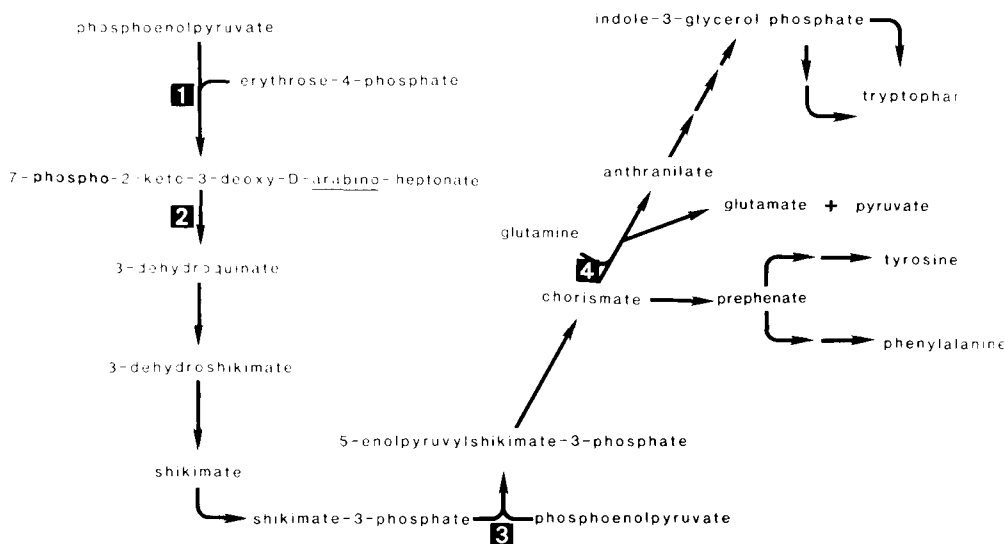 phosphoenolpyruvate
erythrose-4-phosphate
1
7-phospho-2-keto-3-deoxy-D-arabino-heptonate
2
3-dehydroquinate
3-dehydroshikimate
shikimate
shikimate-3-phosphate
phosphoenolpyruvate
3
5-enolpyruvylshikimate-3-phosphate
chorismate
prephenate
tyrosine
phenylalanine
4
glutamine
glutamate + pyruvate
anthranilate
indole-3-glycerol phosphate
tryptophar